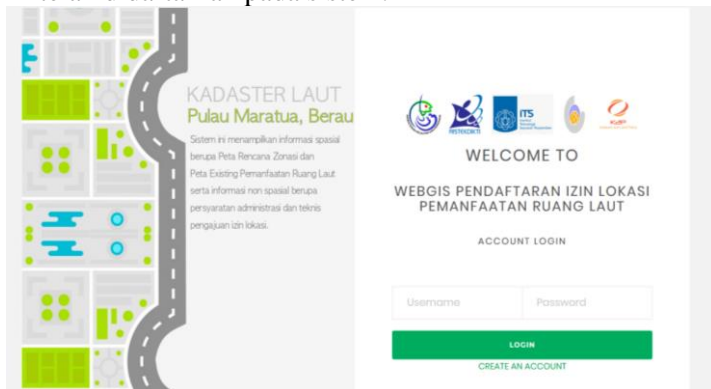 KADASTER LAUT
Pulau Maratua, Berau
Sistem ini menampilkan informasi spasial
berupa Peta Rencana Zonasi dan
Peta Existing Pemanfaatan Ruang Laut
serta informasi non spasial berupa
persyaratan administrasi dan teknis
pengajuan izin lokasi.
RISTEKDIKTI
ITS
WELCOME TO
WEBGIS PENDAFTARAN IZIN LOKASI
PEMANFAATAN RUANG LAUT
ACCOUNT LOGIN
Username
Password
LOGIN
CREATE AN ACCOUNT